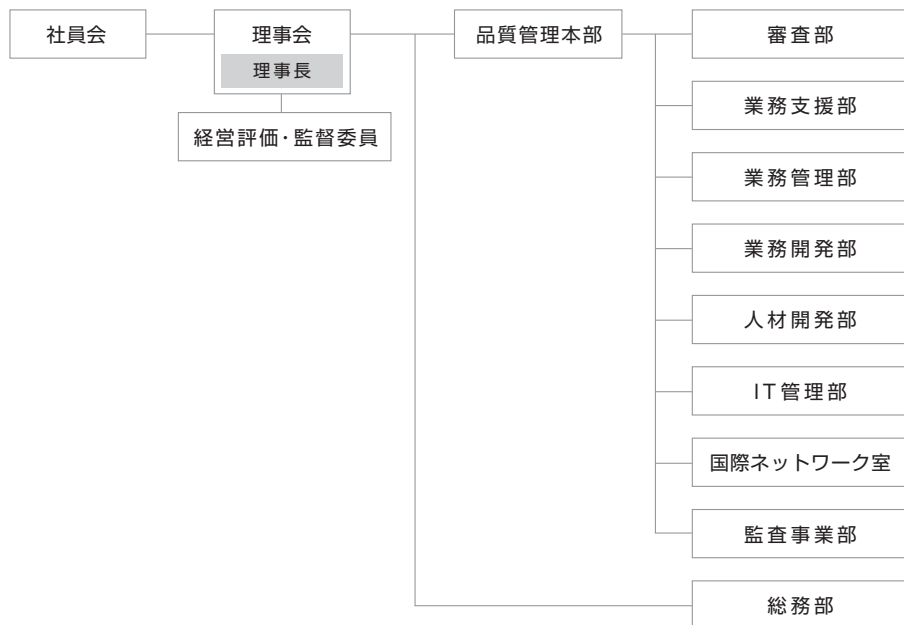 社員会
理事会
理事長
経営評価・監督委員
品質管理本部
審査部
業務支援部
業務管理部
業務開発部
人材開発部
IT管理部
国際ネットワーク室
監査事業部
総務部